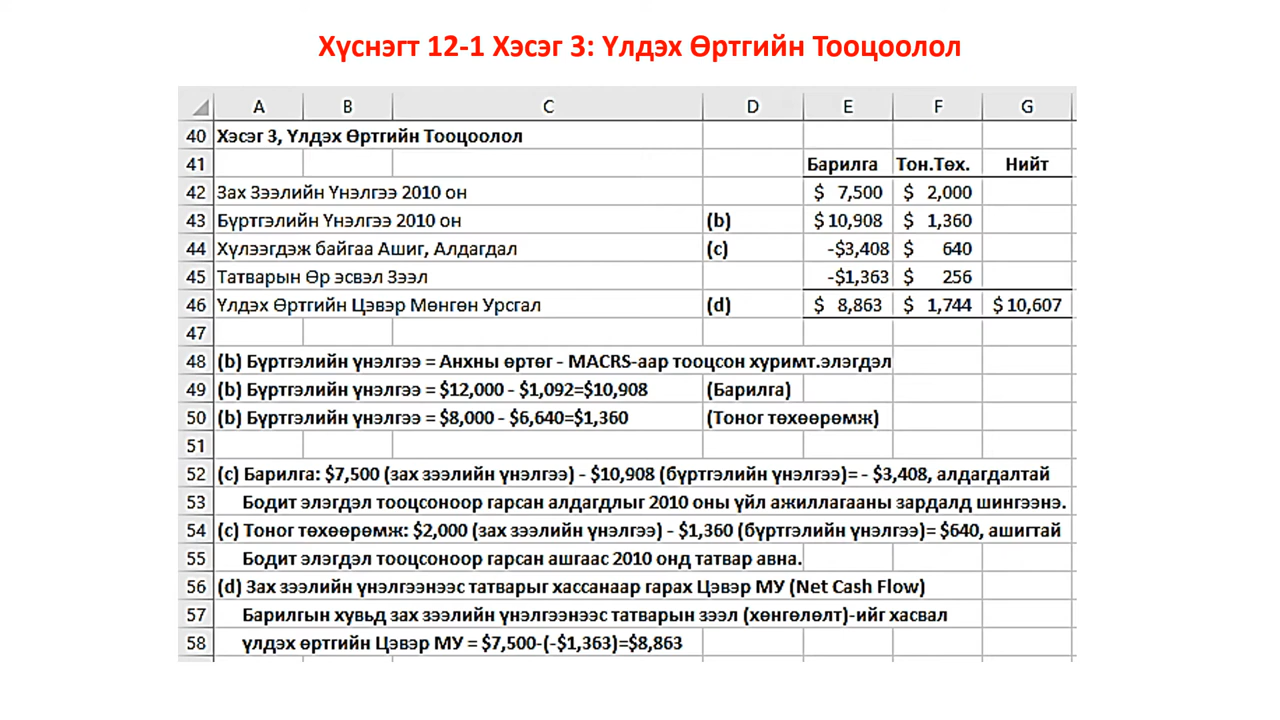 Хүснэгт 12-1 Хэсэг 3: Үлдэх Өртгийн Тооцоолол
A B C D E F G
40 Хэсэг 3, Үлдэх Өртгийн Тооцоолол
41 Барилга Тон.Төх. Нийт
42 Зах Зээлийн Үнэлгээ 2010 он $ 7,500 $ 2,000
43 Бүртгэлийн Үнэлгээ 2010 он (b) $ 10,908 $ 1,360
44 Хүлээгдэж байгаа Ашиг, Алдагдал (c) -$3,408 $ 640
45 Татварын Өр эсвэл Зээл -$1,363 $ 256
46 Үлдэх Өртгийн Цэвэр Мөнгөн Урсгал (d) $ 8,863 $ 1,744 $ 10,607
47
48 (b) Бүртгэлийн үнэлгээ = Анхны өртөг - MACRS-аар тооцсон хуримт.элэгдэл
49 (b) Бүртгэлийн үнэлгээ = $12,000 - $1,092=$10,908 (Барилга)
50 (b) Бүртгэлийн үнэлгээ = $8,000 - $6,640=$1,360 (Тоног төхөөрөмж)
51
52 (c) Барилга: $7,500 (зах зээлийн үнэлгээ) - $10,908 (бүртгэлийн үнэлгээ)= - $3,408, алдагдалтай
53 Бодит элэгдэл тооцсоноор гарсан алдагдлыг 2010 оны үйл ажиллагааны зардалд шингээнэ.
54 (c) Тоног төхөөрөмж: $2,000 (зах зээлийн үнэлгээ) - $1,360 (бүртгэлийн үнэлгээ)= $640, ашигтай
55 Бодит элэгдэл тооцсоноор гарсан ашгаас 2010 онд татвар авна.
56 (d) Зах зээлийн үнэлгээнээс татварыг хассанаар гарах Цэвэр МУ (Net Cash Flow)
57 Барилгын хувьд зах зээлийн үнэлгээнээс татварын зээл (хөнгөлөлт)-ийг хасвал
58 үлдэх өртгийн Цэвэр МУ = $7,500-(-$1,363)=$8,863